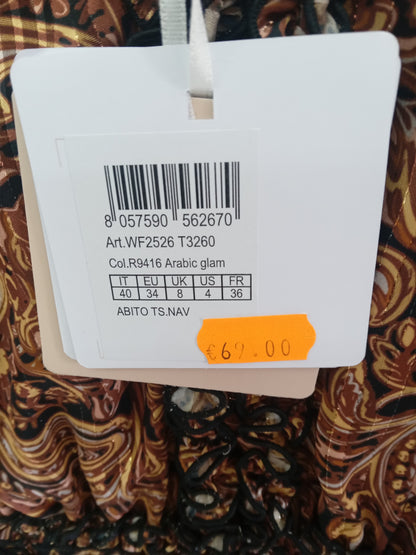 8 057590 562670
Art.WF2526 T3260
Col.R9416 Arabic glam
IT EU UK US FR
40 34 8 4 36
ABITO TS.NAV
€69.00